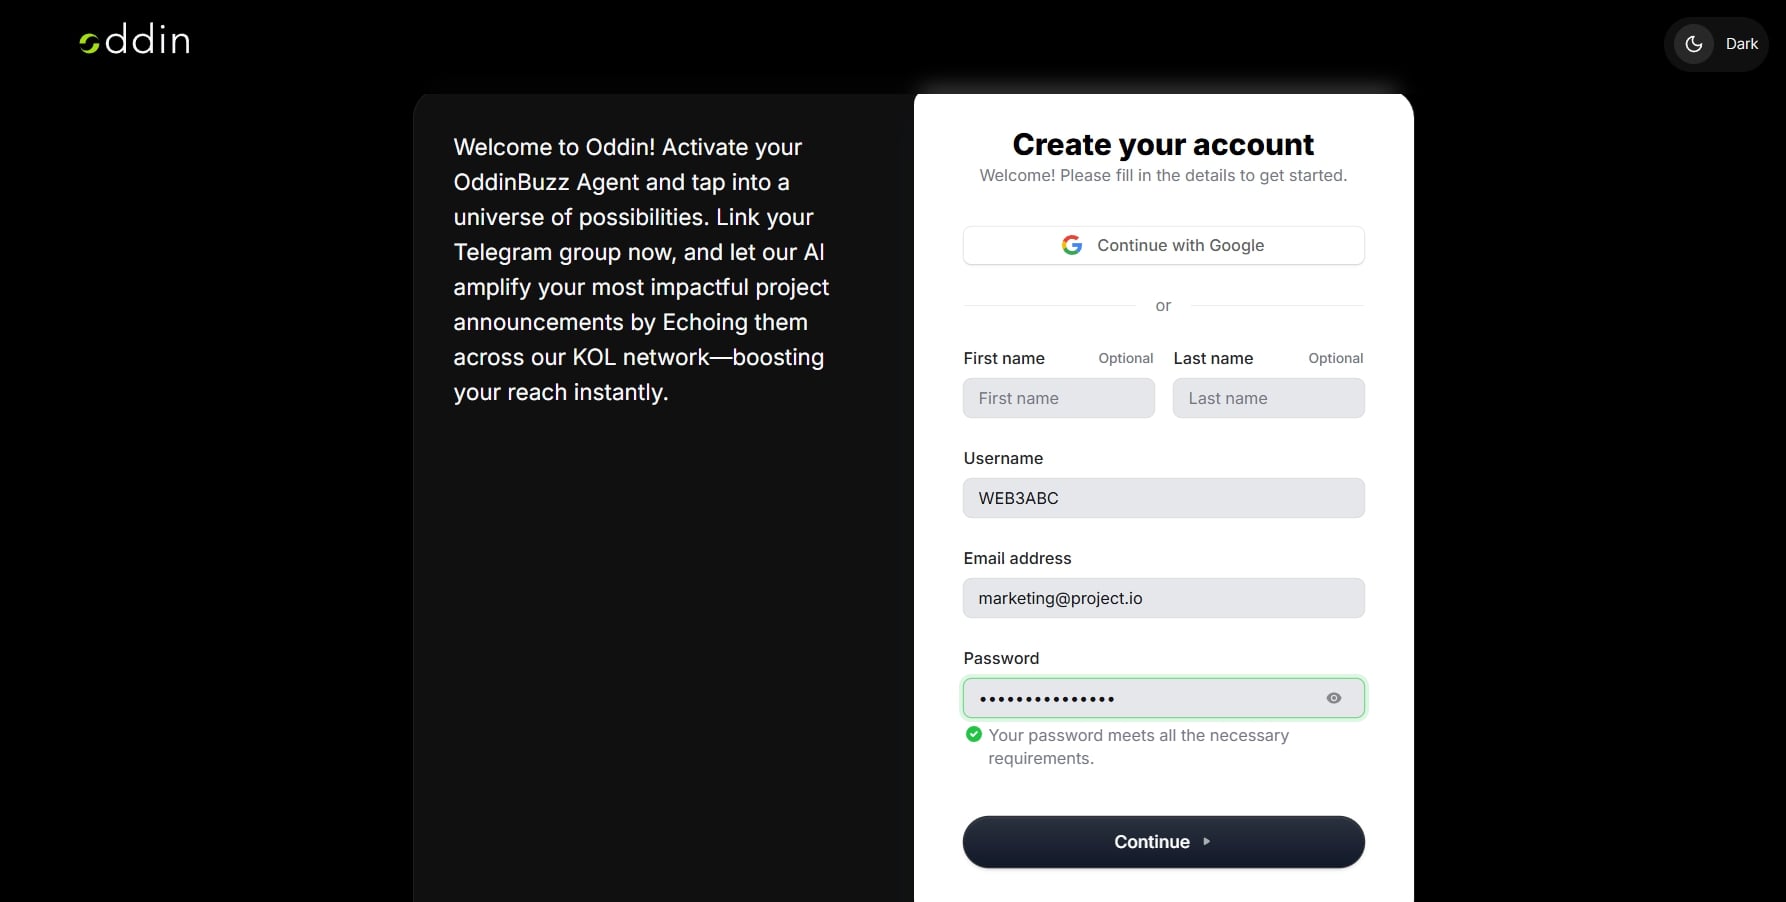 oddin
Dark
Welcome to Oddin! Activate your
OddinBuzz Agent and tap into a
universe of possibilities. Link your
Telegram group now, and let our AI
amplify your most impactful project
announcements by Echoing them
across our KOL network—boosting
your reach instantly.
Create your account
Welcome! Please fill in the details to get started.
Continue with Google
or
First name Optional Last name Optional
First name Last name
Username
WEB3ABC
Email address
marketing@project.io
Password
•••••••••••••••
Your password meets all the necessary
requirements.
Continue